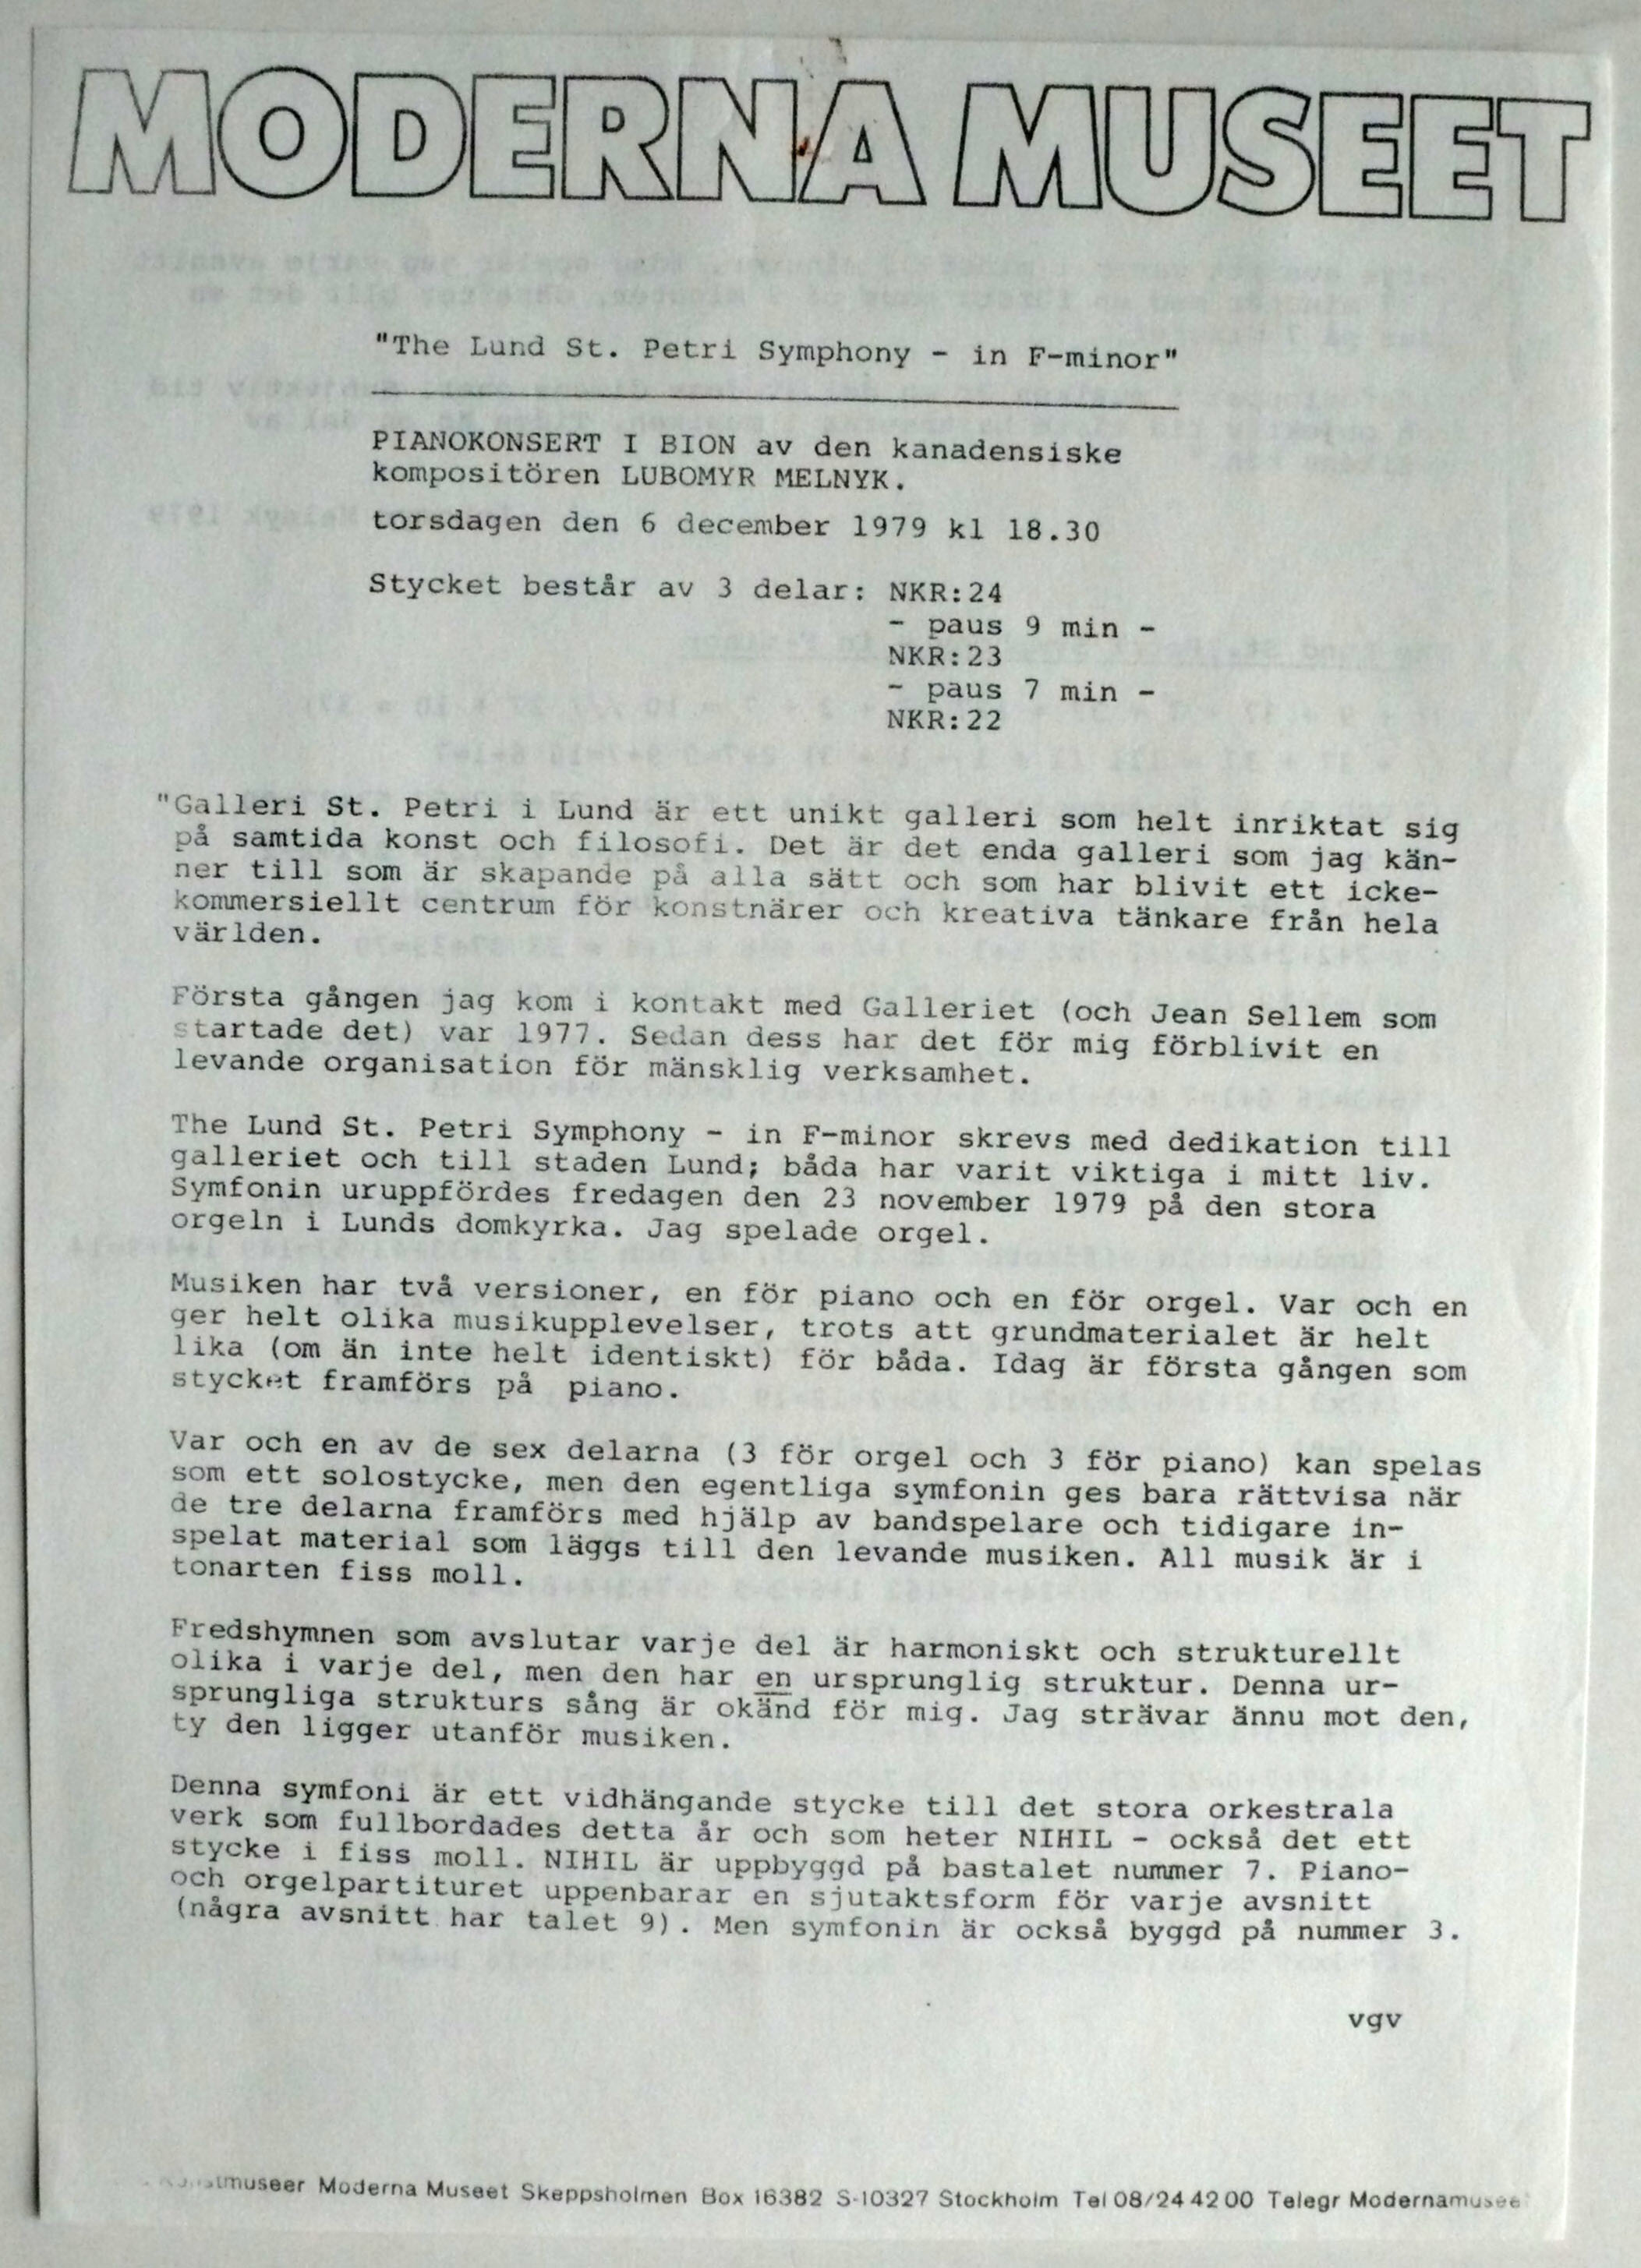 MODERNA MUSEET
"The Lund St. Petri Symphony - in F-minor"
PIANOKONSERT I BION av den kanadensiske
kompositören LUBOMYR MELNYK.
torsdagen den 6 december 1979 kl 18.30
Stycket består av 3 delar: NKR:24
- paus 9 min -
NKR:23
- paus 7 min -
NKR:22
"Galleri St. Petri i Lund är ett unikt galleri som helt inriktat sig
på samtida konst och filosofi. Det är det enda galleri som jag kän-
ner till som är skapande på alla sätt och som har blivit ett icke-
kommersiellt centrum för konstnärer och kreativa tänkare från hela
världen.
Första gången jag kom i kontakt med Galleriet (och Jean Sellem som
startade det) var 1977. Sedan dess har det för mig förblivit en
levande organisation för mänsklig verksamhet.
The Lund St. Petri Symphony - in F-minor skrevs med dedikation till
galleriet och till staden Lund; båda har varit viktiga i mitt liv.
Symfonin uruppfördes fredagen den 23 november 1979 på den stora
orgeln i Lunds domkyrka. Jag spelade orgel.
Musiken har två versioner, en för piano och en för orgel. Var och en
ger helt olika musikupplevelser, trots att grundmaterialet är helt
lika (om än inte helt identiskt) för båda. Idag är första gången som
stycket framförs på piano.
Var och en av de sex delarna (3 för orgel och 3 för piano) kan spelas
som ett solostycke, men den egentliga symfonin ges bara rättvisa när
de tre delarna framförs med hjälp av bandspelare och tidigare in-
spelat material som läggs till den levande musiken. All musik är i
tonarten fiss moll.
Fredshymnen som avslutar varje del är harmoniskt och strukturellt
olika i varje del, men den har en ursprunglig struktur. Denna ur-
sprungliga strukturs sång är okänd för mig. Jag strävar ännu mot den,
ty den ligger utanför musiken.
Denna symfoni är ett vidhängande stycke till det stora orkestrala
verk som fullbordades detta år och som heter NIHIL - också det ett
stycke i fiss moll. NIHIL är uppbyggd på bastalet nummer 7. Piano-
och orgelpartituret uppenbarar en sjutaktsform för varje avsnitt
(några avsnitt har talet 9). Men symfonin är också byggd på nummer 3.
vgv
Moderna Museet Skeppsholmen Box 16382 S-10327 Stockholm Tel 08/24 42 00 Telegr Modernamusee